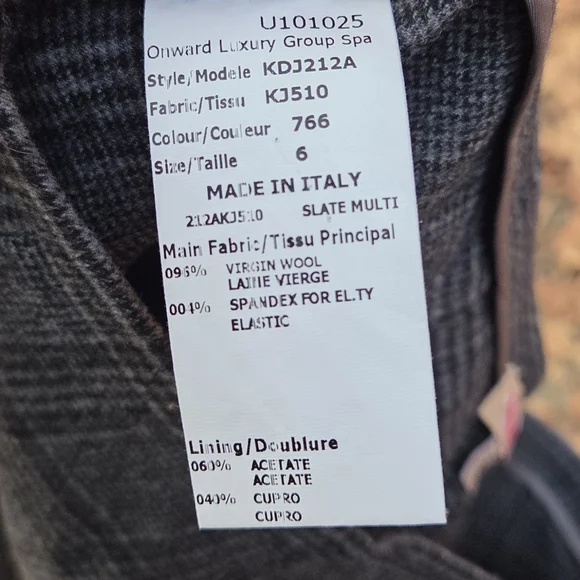 U101025
Onward Luxury Group Spa
Style/Modele KDJ212A
Fabric/Tissu KJ510
Colour/Couleur 766
Size/Taille 6
MADE IN ITALY
212AKJ510 SLATE MULTI
Main Fabric/Tissu Principal
096% VIRGIN WOOL
LAINE VIERGE
004% SPANDEX FOR EL.TY
ELASTIC
Lining/Doublure
060% ACETATE
ACETATE
040% CUPRO
CUPRO